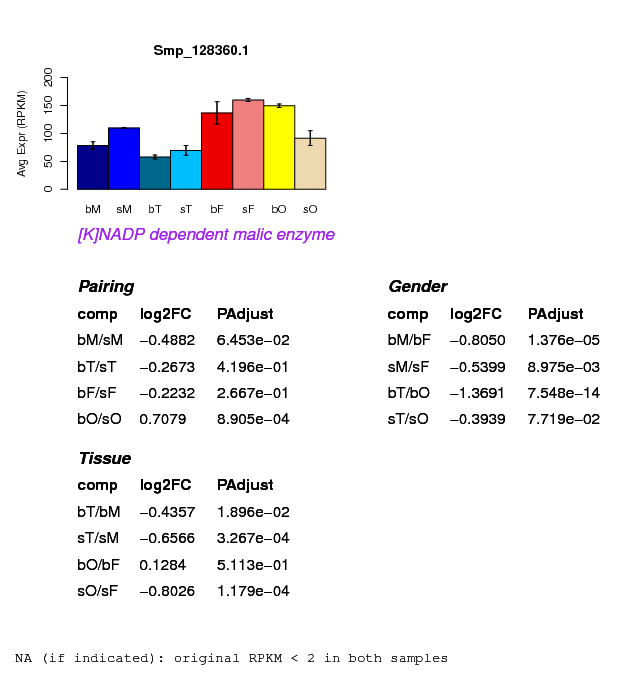 Smp_128360.1
Avg Expr (RPKM)
200
150
100
50
0
bM sM bT sT bF sF bO sO
[K]NADP dependent malic enzyme
Pairing
comp log2FC PAdjust
bM/sM −0.4882 6.453e−02
bT/sT −0.2673 4.196e−01
bF/sF −0.2232 2.667e−01
bO/sO 0.7079 8.905e−04
Gender
comp log2FC PAdjust
bM/bF −0.8050 1.376e−05
sM/sF −0.5399 8.975e−03
bT/bO −1.3691 7.548e−14
sT/sO −0.3939 7.719e−02
Tissue
comp log2FC PAdjust
bT/bM −0.4357 1.896e−02
sT/sM −0.6566 3.267e−04
bO/bF 0.1284 5.113e−01
sO/sF −0.8026 1.179e−04
NA (if indicated): original RPKM < 2 in both samples